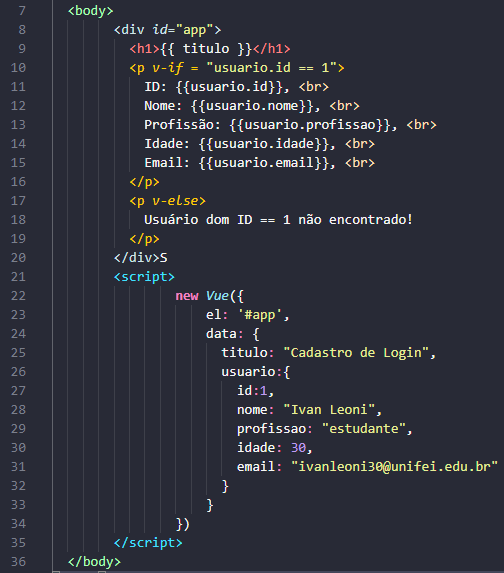 7 <body>
8 <div id="app">
9 <h1>{{ titulo }}</h1>
10 <p v-if = "usuario.id == 1">
11 ID: {{usuario.id}}, <br>
12 Nome: {{usuario.nome}}, <br>
13 Profissão: {{usuario.profissao}}, <br>
14 Idade: {{usuario.idade}}, <br>
15 Email: {{usuario.email}}, <br>
16 </p>
17 <p v-else>
18 Usuário dom ID == 1 não encontrado!
19 </p>
20 </div>S
21 <script>
22 new Vue({
23 el: '#app',
24 data: {
25 titulo: "Cadastro de Login",
26 usuario:{
27 id:1,
28 nome: "Ivan Leoni",
29 profissao: "estudante",
30 idade: 30,
31 email: "ivanleoni30@unifei.edu.br"
32 }
33 }
34 })
35 </script>
36 </body>